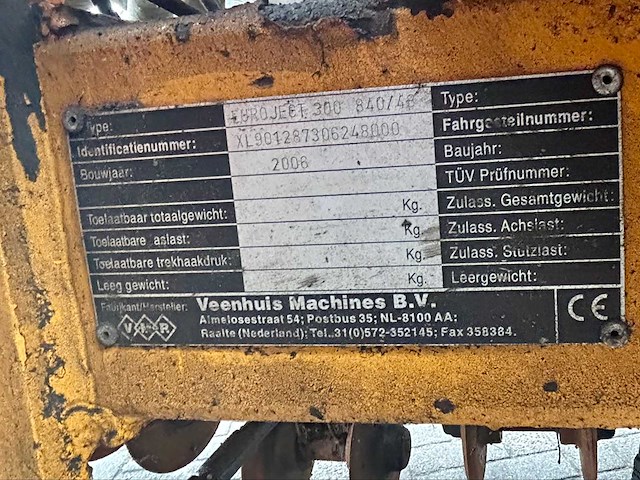 Type: EUROJECT 300 840/48 Type:
Identificatienummer: XL901287306248000 Fahrgestellnummer:
Bouwjaar: 2006 Baujahr:
TÜV Prüfnummer:
Toelaatbaar totaalgewicht: Kg. Zulass. Gesamtgewicht:
Toelaatbare aslast: Kg. Zulass. Achslast:
Toelaatbare trekhaakdruk: Kg. Zulass. Stützlast:
Leeg gewicht: Kg. Leergewicht:
Fabrikant/Hersteller: Veenhuis Machines B.V.
Almelosestraat 54; Postbus 35; NL-8100 AA;
Raalte (Nederland); Tel..31(0)572-352145; Fax 358384.
CE